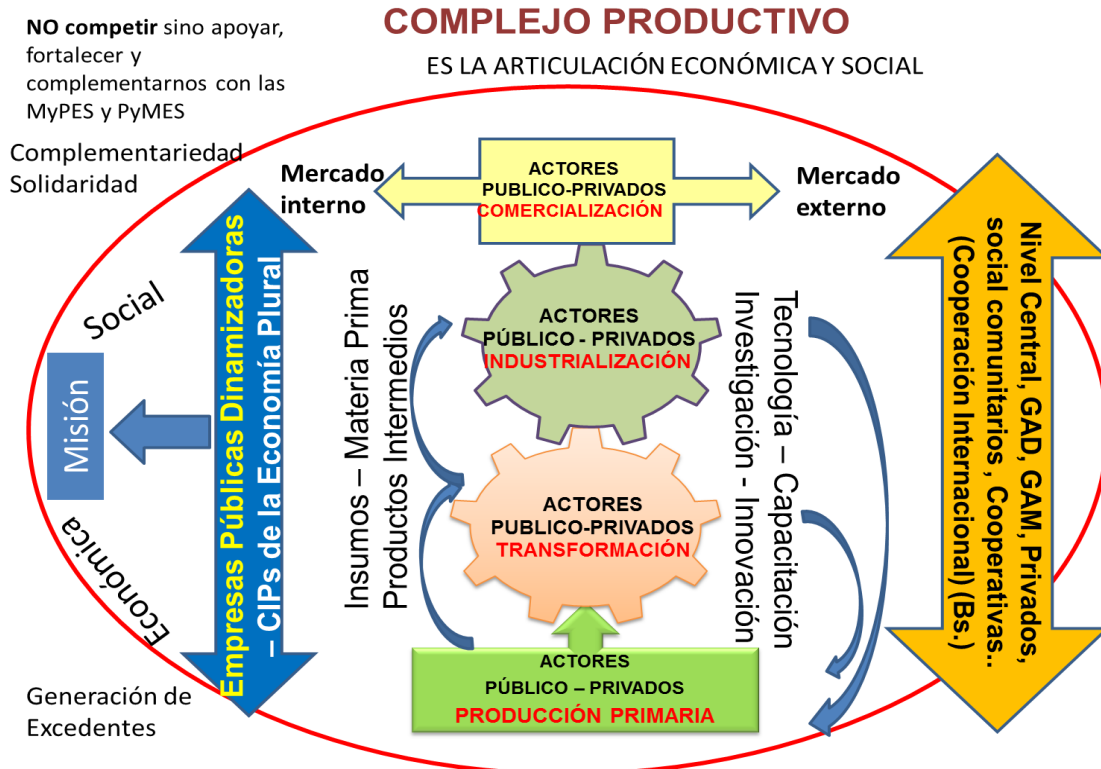 COMPLEJO PRODUCTIVO
ES LA ARTICULACIÓN ECONÓMICA Y SOCIAL
NO competir sino apoyar,
fortalecer y
complementarnos con las
MyPES y PyMES
Complementariedad
Solidaridad
Social
Misión
Económica
Generación de
Excedentes
Empresas Públicas Dinamizadoras
– CIPs de la Economía Plural
Mercado
interno
ACTORES
PUBLICO-PRIVADOS
COMERCIALIZACIÓN
Mercado
externo
Insumos – Materia Prima
Productos Intermedios
ACTORES
PÚBLICO - PRIVADOS
INDUSTRIALIZACIÓN
ACTORES
PUBLICO-PRIVADOS
TRANSFORMACIÓN
ACTORES
PÚBLICO – PRIVADOS
PRODUCCIÓN PRIMARIA
Tecnología – Capacitación
Investigación - Innovación
Nivel Central, GAD, GAM, Privados,
social comunitarios , Cooperativas..
(Cooperación Internacional) (Bs.)